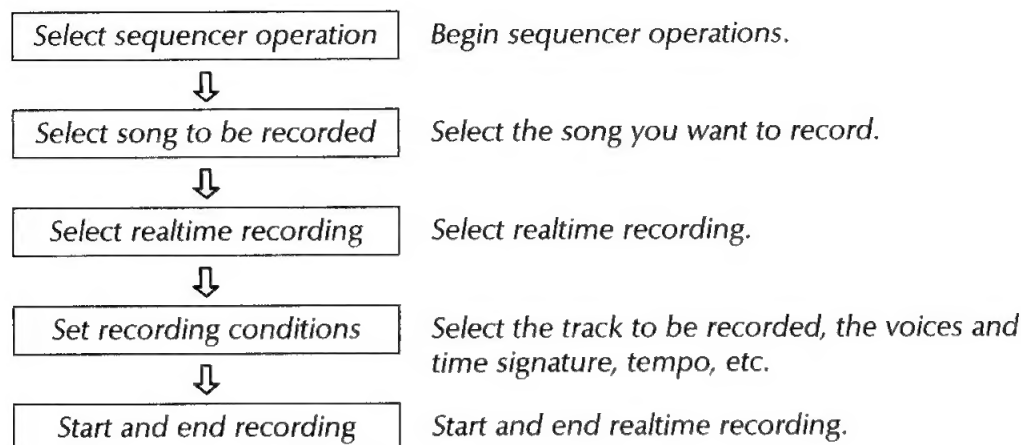 Select sequencer operation Begin sequencer operations.
Select song to be recorded Select the song you want to record.
Select realtime recording Select realtime recording.
Set recording conditions Select the track to be recorded, the voices and
time signature, tempo, etc.
Start and end recording Start and end realtime recording.